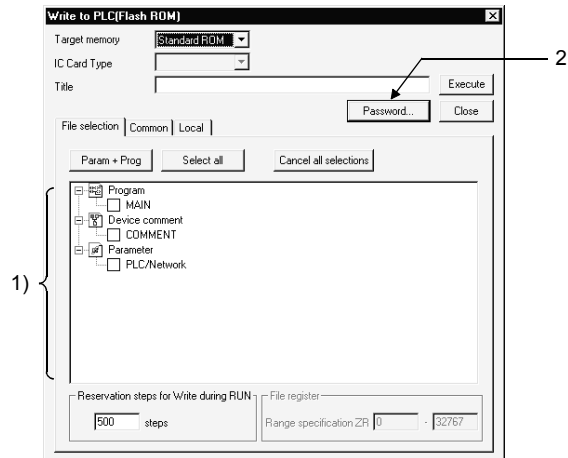 Write to PLC(Flash ROM)
Target memory Standard ROM
IC Card Type
Title Execute
2
Password... Close
File selection Common Local
Param + Prog Select all Cancel all selections
Program
MAIN
Device comment
COMMENT
Parameter
PLC/Network
1)
Reservation steps for Write during RUN File register
500 steps Range specification ZR 0 - 32767